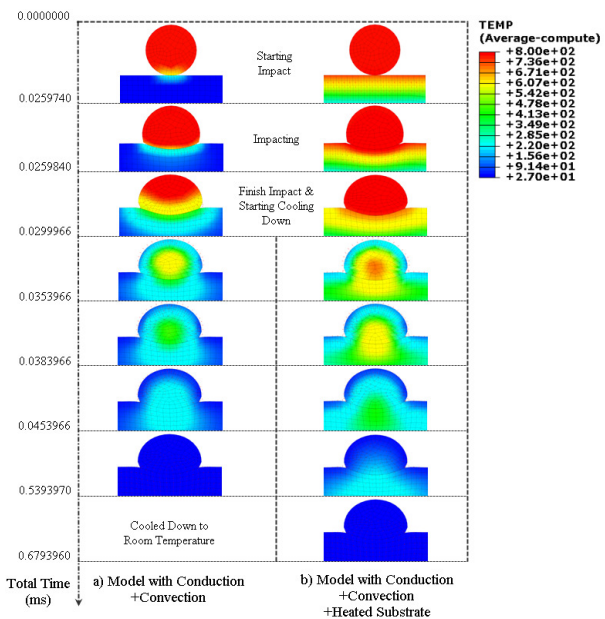 0.0000000
TEMP
(Average-compute)
+8.00e+02
+7.36e+02
+6.71e+02
+6.07e+02
+5.42e+02
+4.78e+02
+4.13e+02
+3.49e+02
+2.85e+02
+2.20e+02
+1.56e+02
+9.14e+01
+2.70e+01
Starting
Impact
0.0259740
Impacting
0.0259840
Finish Impact &
Starting Cooling
Down
0.0299966
0.0353966
0.0383966
0.0453966
0.5393970
Cooled Down to
Room Temperature
0.6793960
Total Time
(ms)
a) Model with Conduction
+Convection
b) Model with Conduction
+Convection
+Heated Substrate